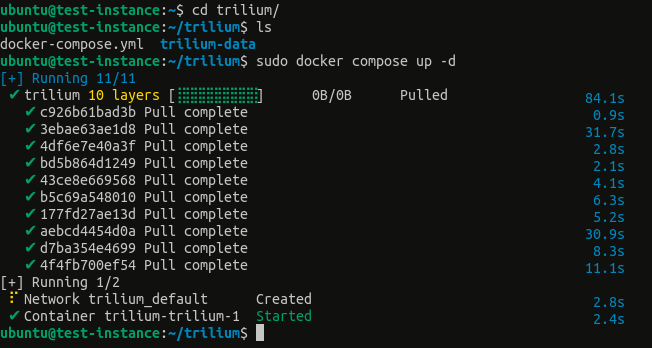 ubuntu@test-instance:~$ cd trilium/
ubuntu@test-instance:~/trilium$ ls
docker-compose.yml  trilium-data
ubuntu@test-instance:~/trilium$ sudo docker compose up -d
[+] Running 11/11
✔ trilium 10 layers [⣿⣿⣿⣿⣿⣿⣿⣿⣿⣿] 0B/0B Pulled 84.1s
✔ c926b61bad3b Pull complete 0.9s
✔ 3ebae63ae1d8 Pull complete 31.7s
✔ 4df6e7e40a3f Pull complete 2.8s
✔ bd5b864d1249 Pull complete 2.1s
✔ 43ce8e669568 Pull complete 4.1s
✔ b5c69a548010 Pull complete 6.3s
✔ 177fd27ae13d Pull complete 5.2s
✔ aebcd4454d0a Pull complete 30.9s
✔ d7ba354e4699 Pull complete 8.3s
✔ 4f4fb700ef54 Pull complete 11.1s
[+] Running 1/2
⠏ Network trilium_default Created 2.8s
✔ Container trilium-trilium-1 Started 2.4s
ubuntu@test-instance:~/trilium$